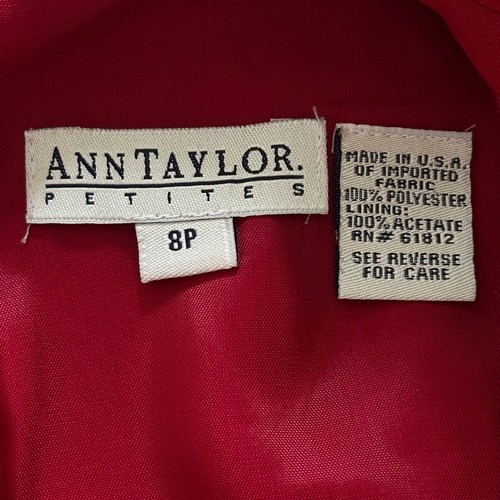 ANNTAYLOR.
PETITES
8P
MADE IN U.S.A.
OF IMPORTED
FABRIC
100% POLYESTER
LINING:
100% ACETATE
RN# 61812
SEE REVERSE
FOR CARE